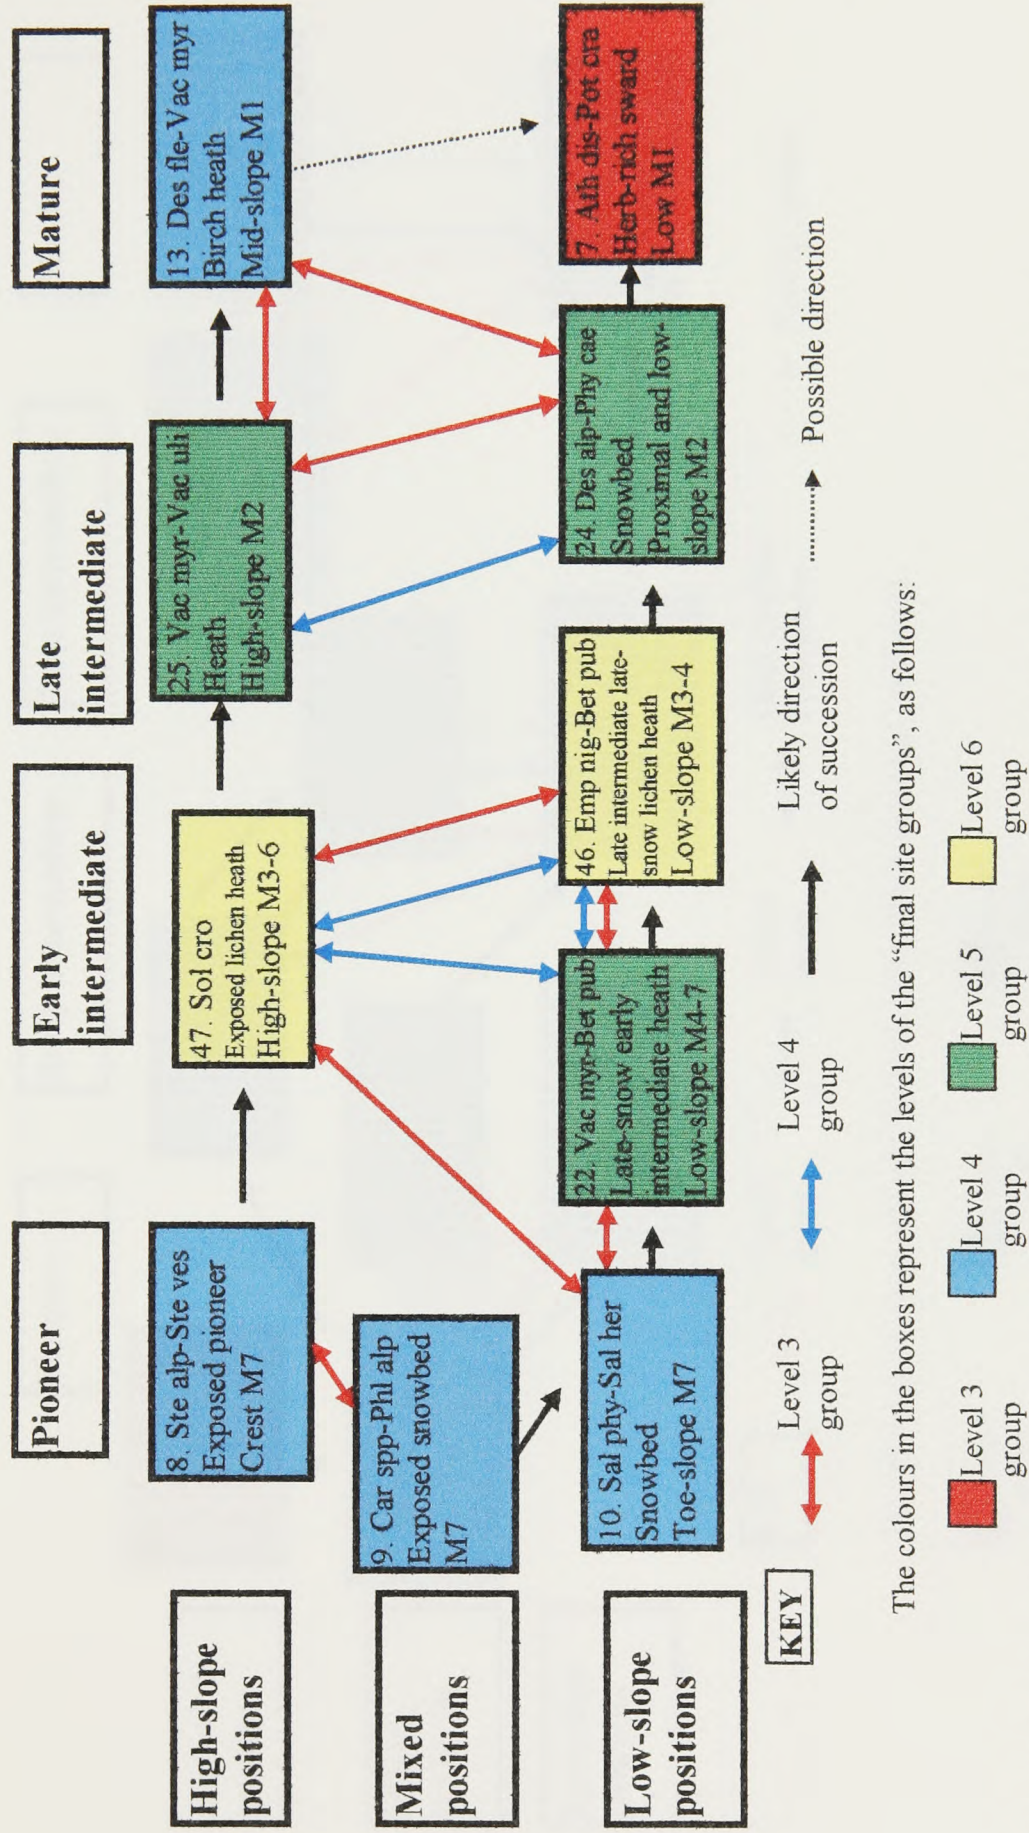 Pioneer
Early
intermediate
Late
intermediate
Mature
High-slope
positions
8. Ste alp-Ste ves
Exposed pioneer
Crest M7
47. Sol cro
Exposed lichen heath
High-slope M3-6
25. Vac myr-Vac uli
Heath
High-slope M2
13. Des fle-Vac myr
Birch heath
Mid-slope M1
Mixed
positions
9. Car spp-Phl alp
Exposed snowbed
M7
Low-slope
positions
10. Sal phy-Sal her
Snowbed
Toe-slope M7
22. Vac myr-Bet pub
Late-snow early
intermediate heath
Low-slope M4-7
46. Emp nig-Bet pub
Late intermediate late-
snow lichen heath
Low-slope M3-4
24. Des alp-Phy cae
Snowbed
Proximal and low-
slope M2
7. Ath dis-Pot cra
Herb-rich sward
Low M1
KEY
Level 3
group
Level 4
group
Likely direction
of succession
Possible direction
The colours in the boxes represent the levels of the "final site groups", as follows:
Level 3
group
Level 4
group
Level 5
group
Level 6
group